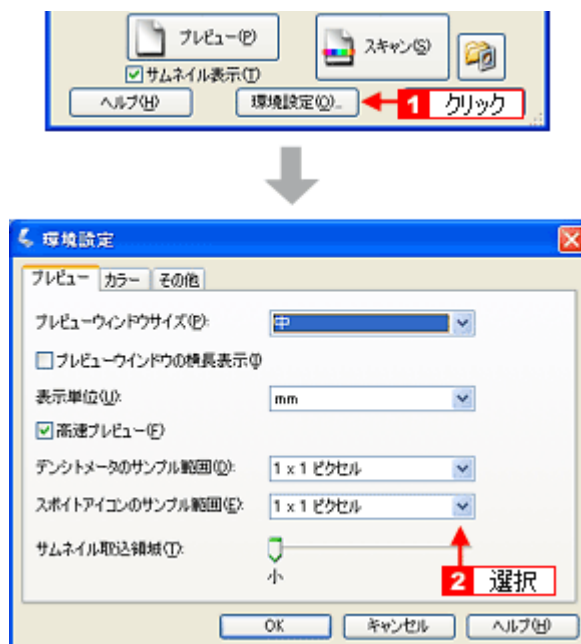 プレビュー(P)
スキャン(S)
サムネイル表示(T)
ヘルプ(H)
環境設定(O)...
1 クリック
環境設定
プレビュー カラー その他
プレビューウィンドウサイズ(P): 中
プレビューウインドウの横長表示(I)
表示単位(U): mm
高速プレビュー(F)
デンシトメータのサンプル範囲(D): 1 x 1 ピクセル
スポイトアイコンのサンプル範囲(E): 1 x 1 ピクセル
サムネイル取込領域(T):
小
2 選択
OK キャンセル ヘルプ(H)